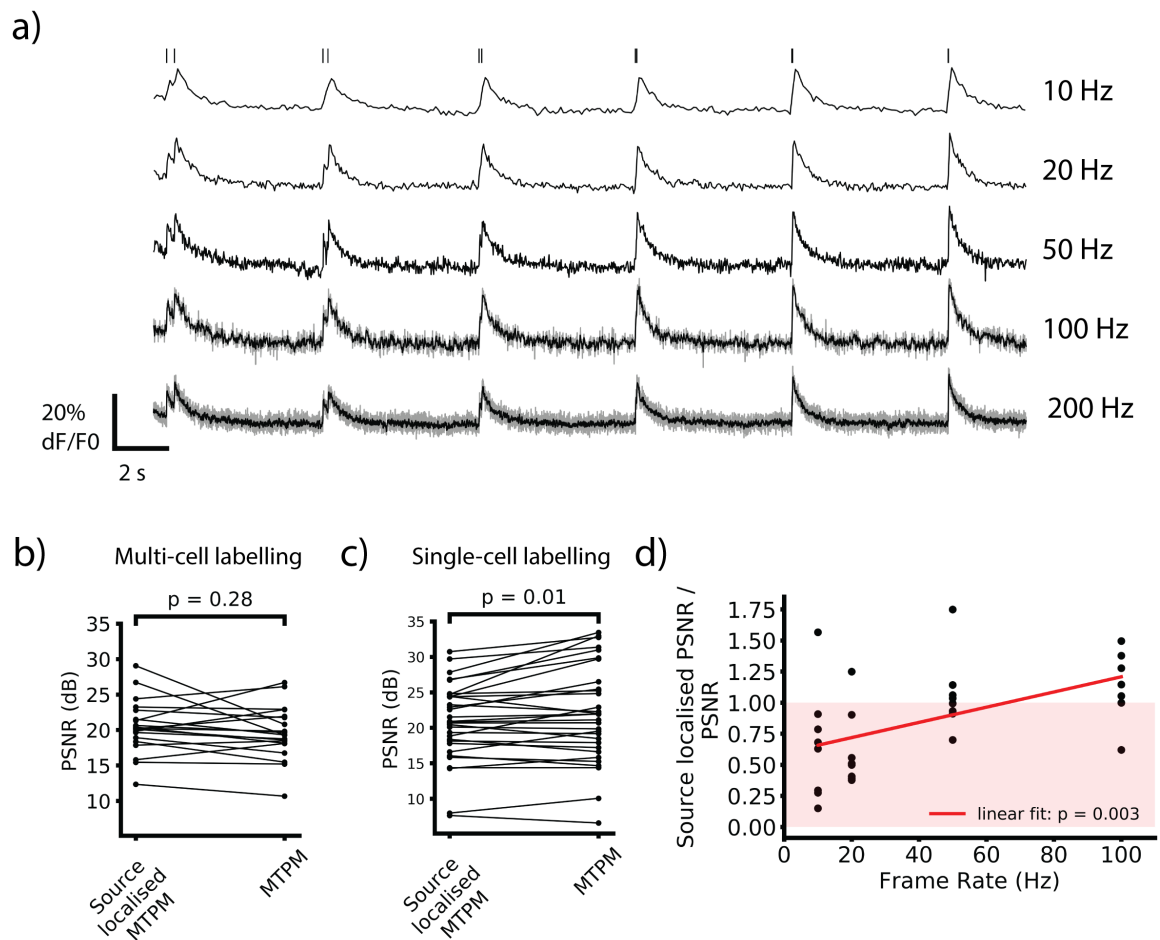 a)
10 Hz
20 Hz
50 Hz
100 Hz
200 Hz
20%
dF/F0
2 s
b)
Multi-cell labelling
p = 0.28
PSNR (dB)
35
30
25
20
15
10
Source
localised
MTPM
MTPM
c)
Single-cell labelling
p = 0.01
PSNR (dB)
35
30
25
20
15
10
Source
localised
MTPM
MTPM
d)
Source localised PSNR /
PSNR
1.75
1.50
1.25
1.00
0.75
0.50
0.25
0.00
linear fit: p = 0.003
0 20 40 60 80 100
Frame Rate (Hz)